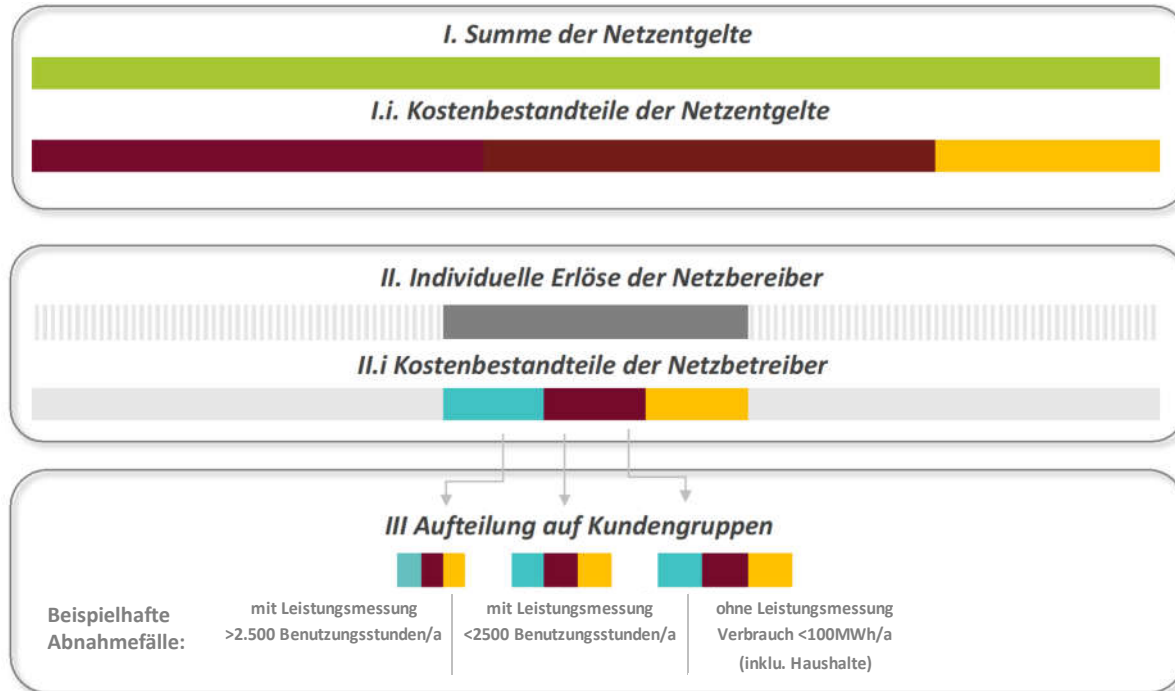 I. Summe der Netzentgelte
I.i. Kostenbestandteile der Netzentgelte
II. Individuelle Erlöse der Netzbereiber
II.i Kostenbestandteile der Netzbetreiber
III Aufteilung auf Kundengruppen
Beispielhafte
Abnahmefälle:
mit Leistungsmessung
>2.500 Benutzungsstunden/a
mit Leistungsmessung
<2500 Benutzungsstunden/a
ohne Leistungsmessung
Verbrauch <100MWh/a
(inklu. Haushalte)